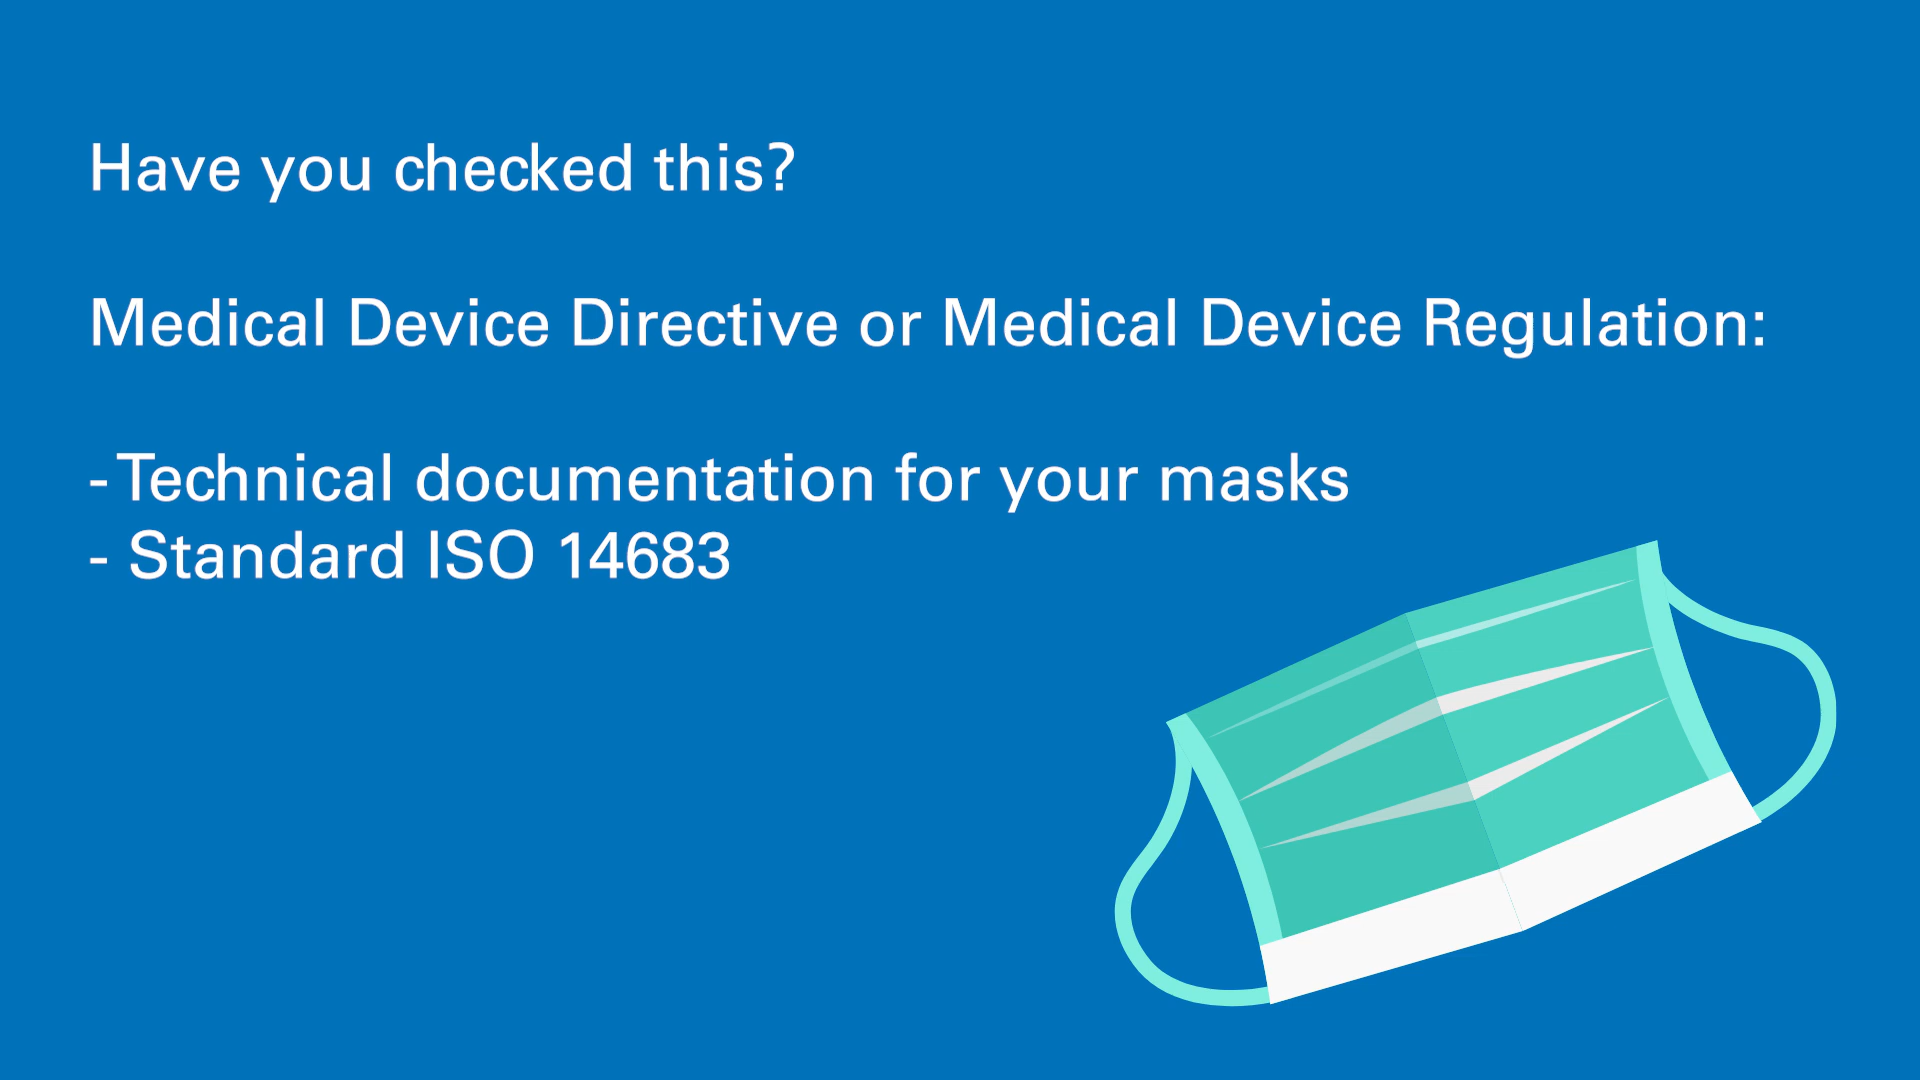 Have you checked this?
Medical Device Directive or Medical Device Regulation:
- Technical documentation for your masks
- Standard ISO 14683